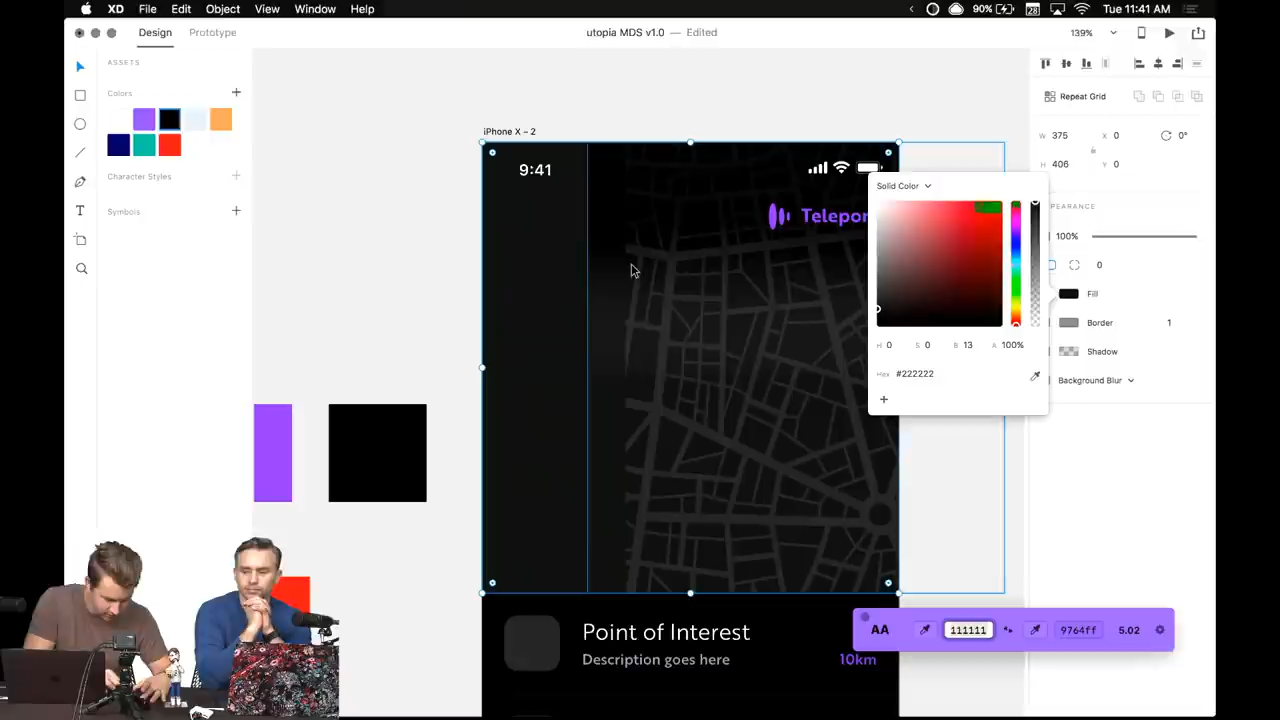 XD File Edit Object View Window Help
90% 28 Tue 11:41 AM
Design Prototype
utopia MDS v1.0 — Edited
139%
ASSETS
Colors
Character Styles
Symbols
iPhone X – 2
9:41
Telepor
Point of Interest
Description goes here
10km
Repeat Grid
W 375 X 0 0°
H 406 Y 0
PEARANCE
100%
0
Fill
Border 1
Shadow
Background Blur
Solid Color
H 0 S 0 B 13 A 100%
Hex #222222
AA 111111 9764ff 5.02